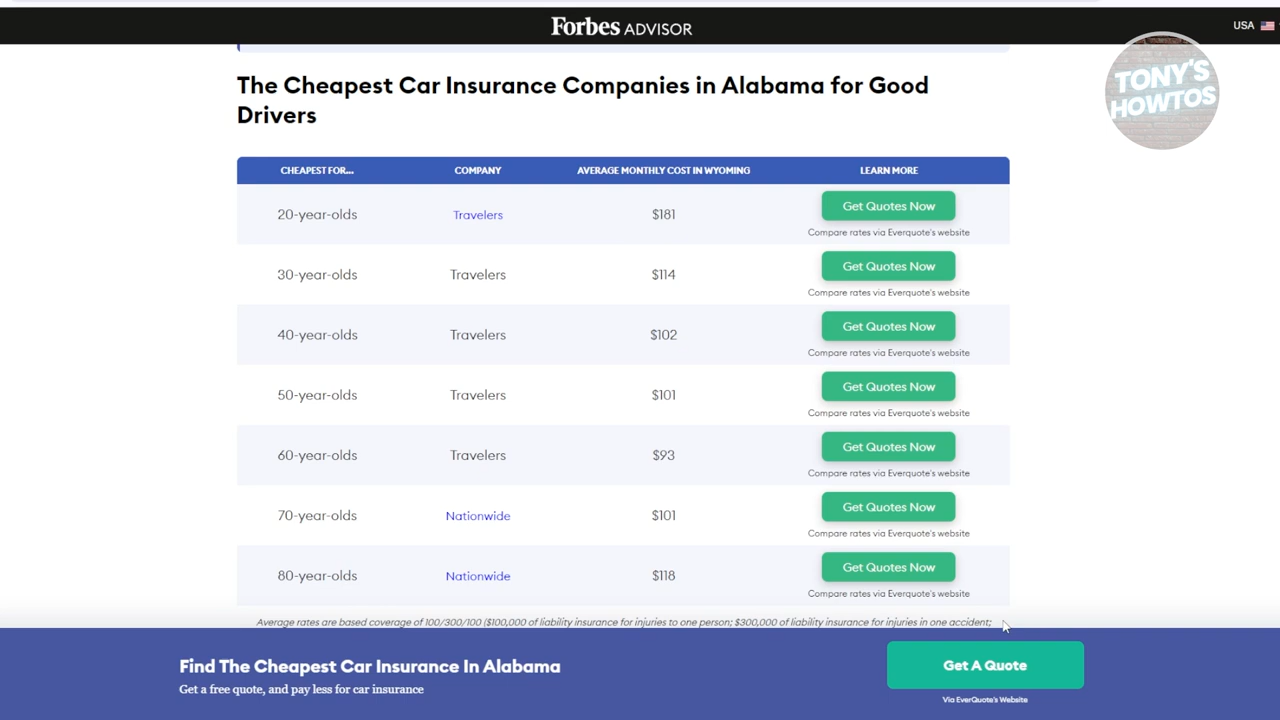 Forbes ADVISOR
USA
TONY'S
HOWTOS
The Cheapest Car Insurance Companies in Alabama for Good
Drivers
CHEAPEST FOR... COMPANY AVERAGE MONTHLY COST IN WYOMING LEARN MORE
20-year-olds Travelers $181 Get Quotes Now
Compare rates via Everquote's website
30-year-olds Travelers $114 Get Quotes Now
Compare rates via Everquote's website
40-year-olds Travelers $102 Get Quotes Now
Compare rates via Everquote's website
50-year-olds Travelers $101 Get Quotes Now
Compare rates via Everquote's website
60-year-olds Travelers $93 Get Quotes Now
Compare rates via Everquote's website
70-year-olds Nationwide $101 Get Quotes Now
Compare rates via Everquote's website
80-year-olds Nationwide $118 Get Quotes Now
Compare rates via Everquote's website
Average rates are based coverage of 100/300/100 ($100,000 of liability insurance for injuries to one person; $300,000 of liability insurance for injuries in one accident;
Find The Cheapest Car Insurance In Alabama
Get a free quote, and pay less for car insurance
Get A Quote
Via EverQuote's Website